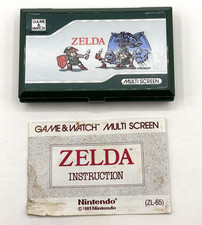 GAME & WATCH
ZELDA
MULTI SCREEN
GAME & WATCH MULTI SCREEN
ZELDA
INSTRUCTION
Nintendo
© 1989 Nintendo
(ZL-65)